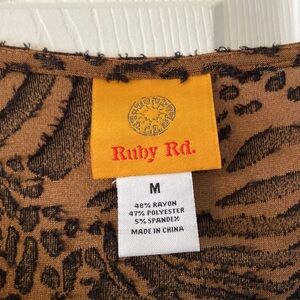 Ruby Rd.
M
48% RAYON
47% POLYESTER
5% SPANDEX
MADE IN CHINA